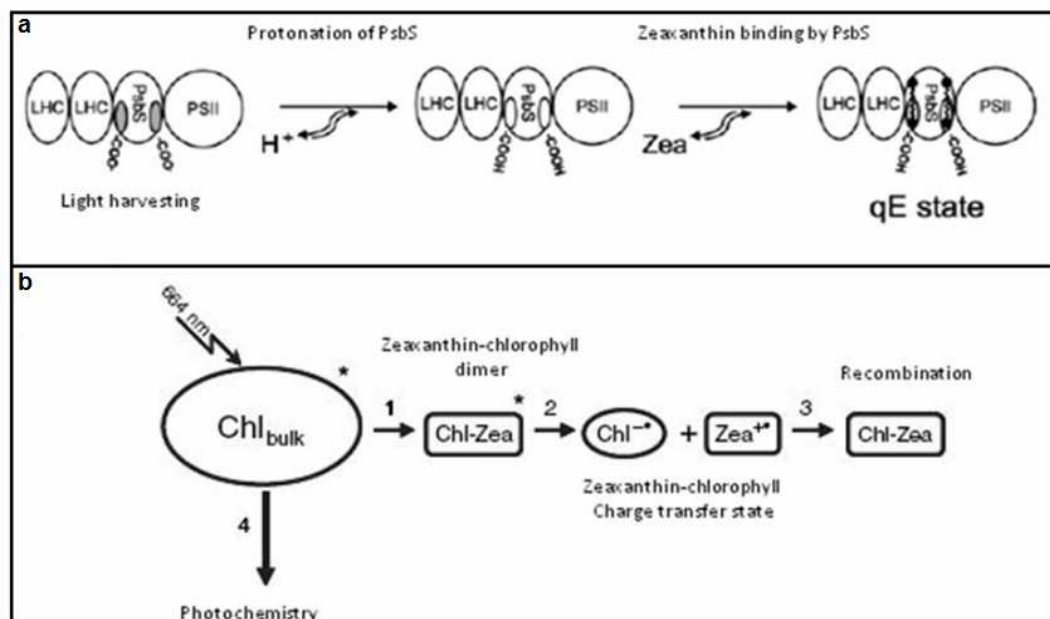 a
Protonation of PsbS
Zeaxanthin binding by PsbS
LHC LHC PsbS PSII
H+
LHC LHC PsbS PSII
Zea
LHC LHC PsbS PSII
-COO- -COO-
-COOH -COOH
-COOH -COOH
Light harvesting
qE state
b
664 nm
Zeaxanthin-chlorophyll
dimer
Recombination
*
*
Chl bulk
1
Chl-Zea
2
Chl−•
+
Zea+•
3
Chl-Zea
Zeaxanthin-chlorophyll
Charge transfer state
4
Photochemistry